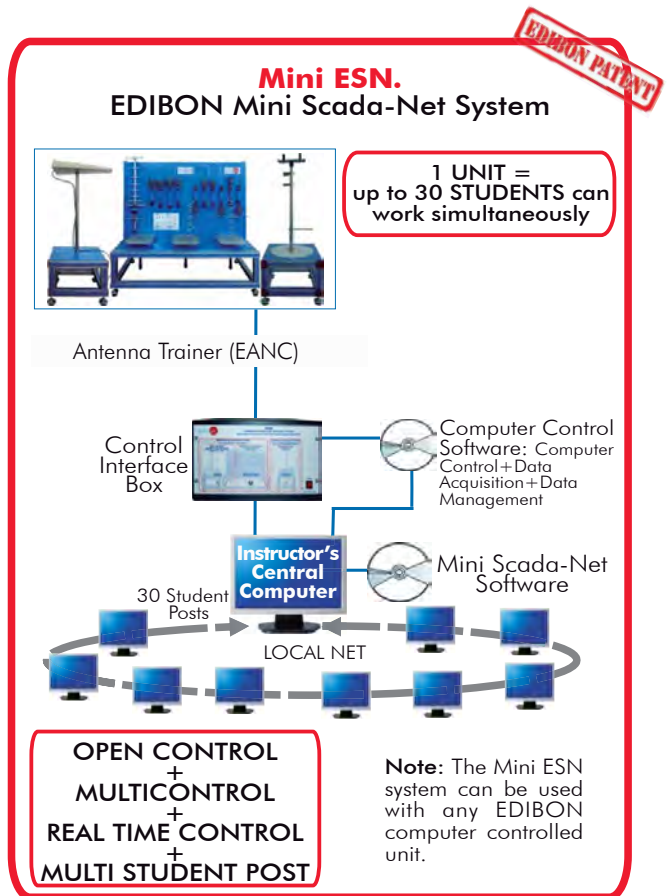 EDIBON PATENT
Mini ESN.
EDIBON Mini Scada-Net System
1 UNIT =
up to 30 STUDENTS can
work simultaneously
Antenna Trainer (EANC)
Control
Interface
Box
Computer Control
Software: Computer
Control+Data
Acquisition+Data
Management
Instructor's
Central
Computer
Mini Scada-Net
Software
30 Student
Posts
LOCAL NET
OPEN CONTROL
+
MULTICONTROL
+
REAL TIME CONTROL
+
MULTI STUDENT POST
Note: The Mini ESN
system can be used
with any EDIBON
computer controlled
unit.